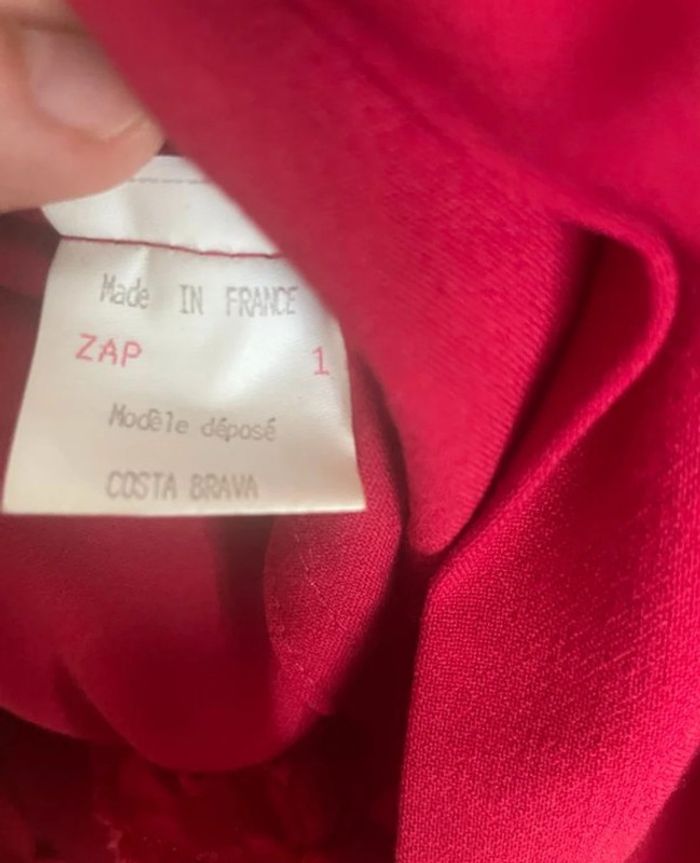 Made IN FRANCE
ZAP 1
Modèle déposé
COSTA BRAVA